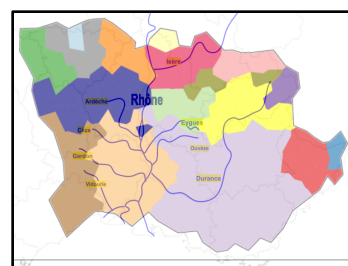 Isère
Rhône
Ardèche
Eygues
Cèze
Ouvèze
Gardon
Durance
Vidourle